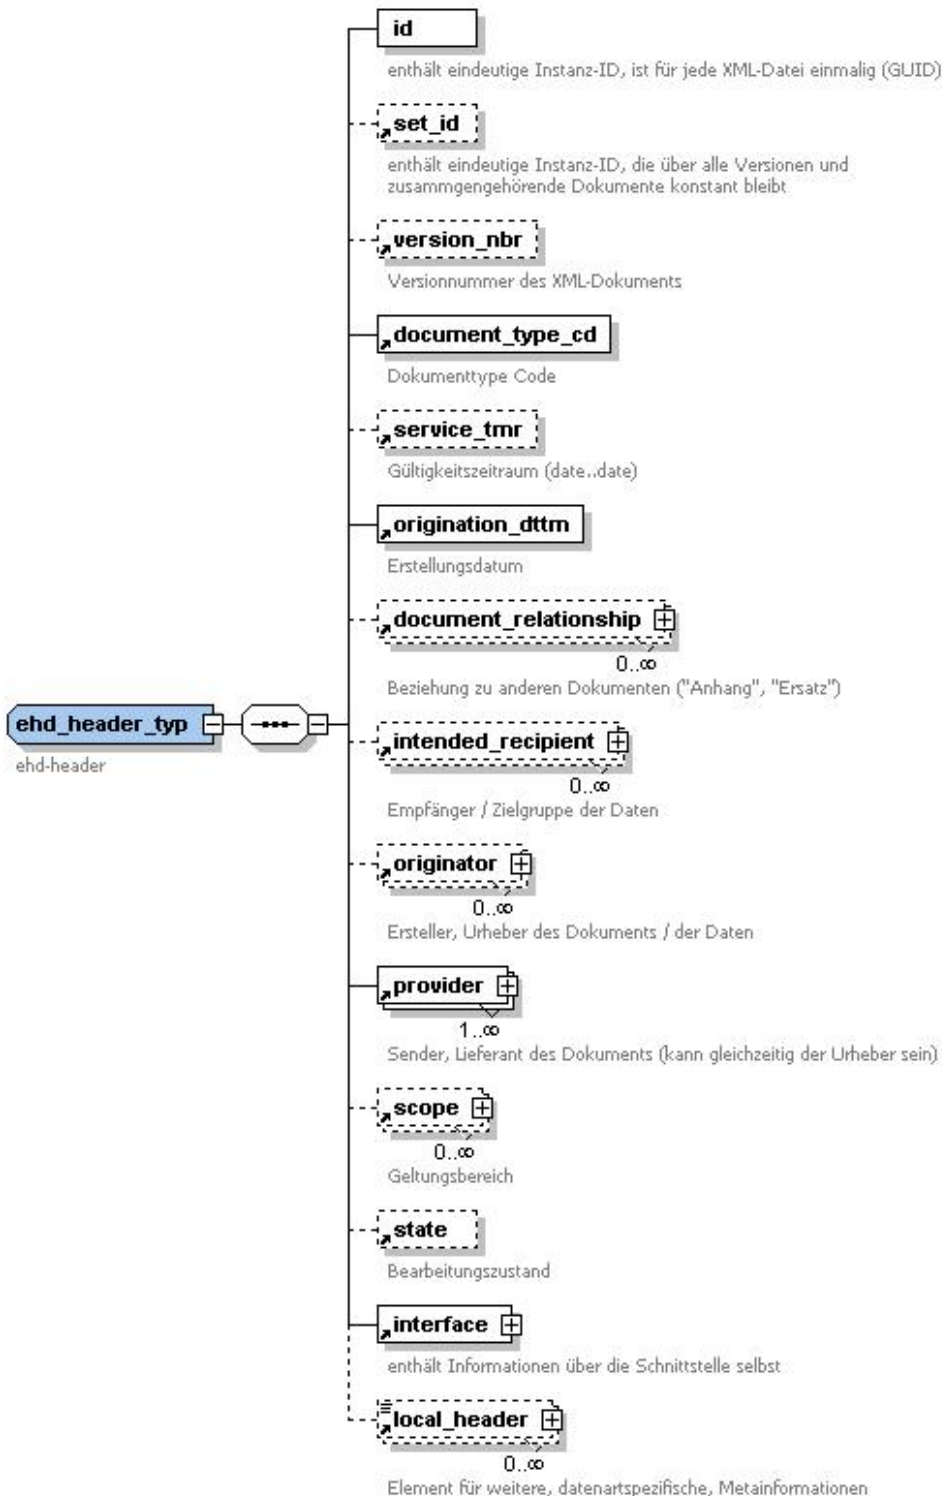 id
enthält eindeutige Instanz-ID, ist für jede XML-Datei einmalig (GUID)
set_id
enthält eindeutige Instanz-ID, die über alle Versionen und
zusammgengehörende Dokumente konstant bleibt
version_nbr
Versionnummer des XML-Dokuments
document_type_cd
Dokumenttype Code
service_tmr
Gültigkeitszeitraum (date..date)
origination_dttm
Erstellungsdatum
document_relationship
0..∞
Beziehung zu anderen Dokumenten ("Anhang", "Ersatz")
ehd_header_typ
ehd-header
intended_recipient
0..∞
Empfänger / Zielgruppe der Daten
originator
0..∞
Ersteller, Urheber des Dokuments / der Daten
provider
1..∞
Sender, Lieferant des Dokuments (kann gleichzeitig der Urheber sein)
scope
0..∞
Geltungsbereich
state
Bearbeitungszustand
interface
enthält Informationen über die Schnittstelle selbst
local_header
0..∞
Element für weitere, datenartspezifische, Metainformationen